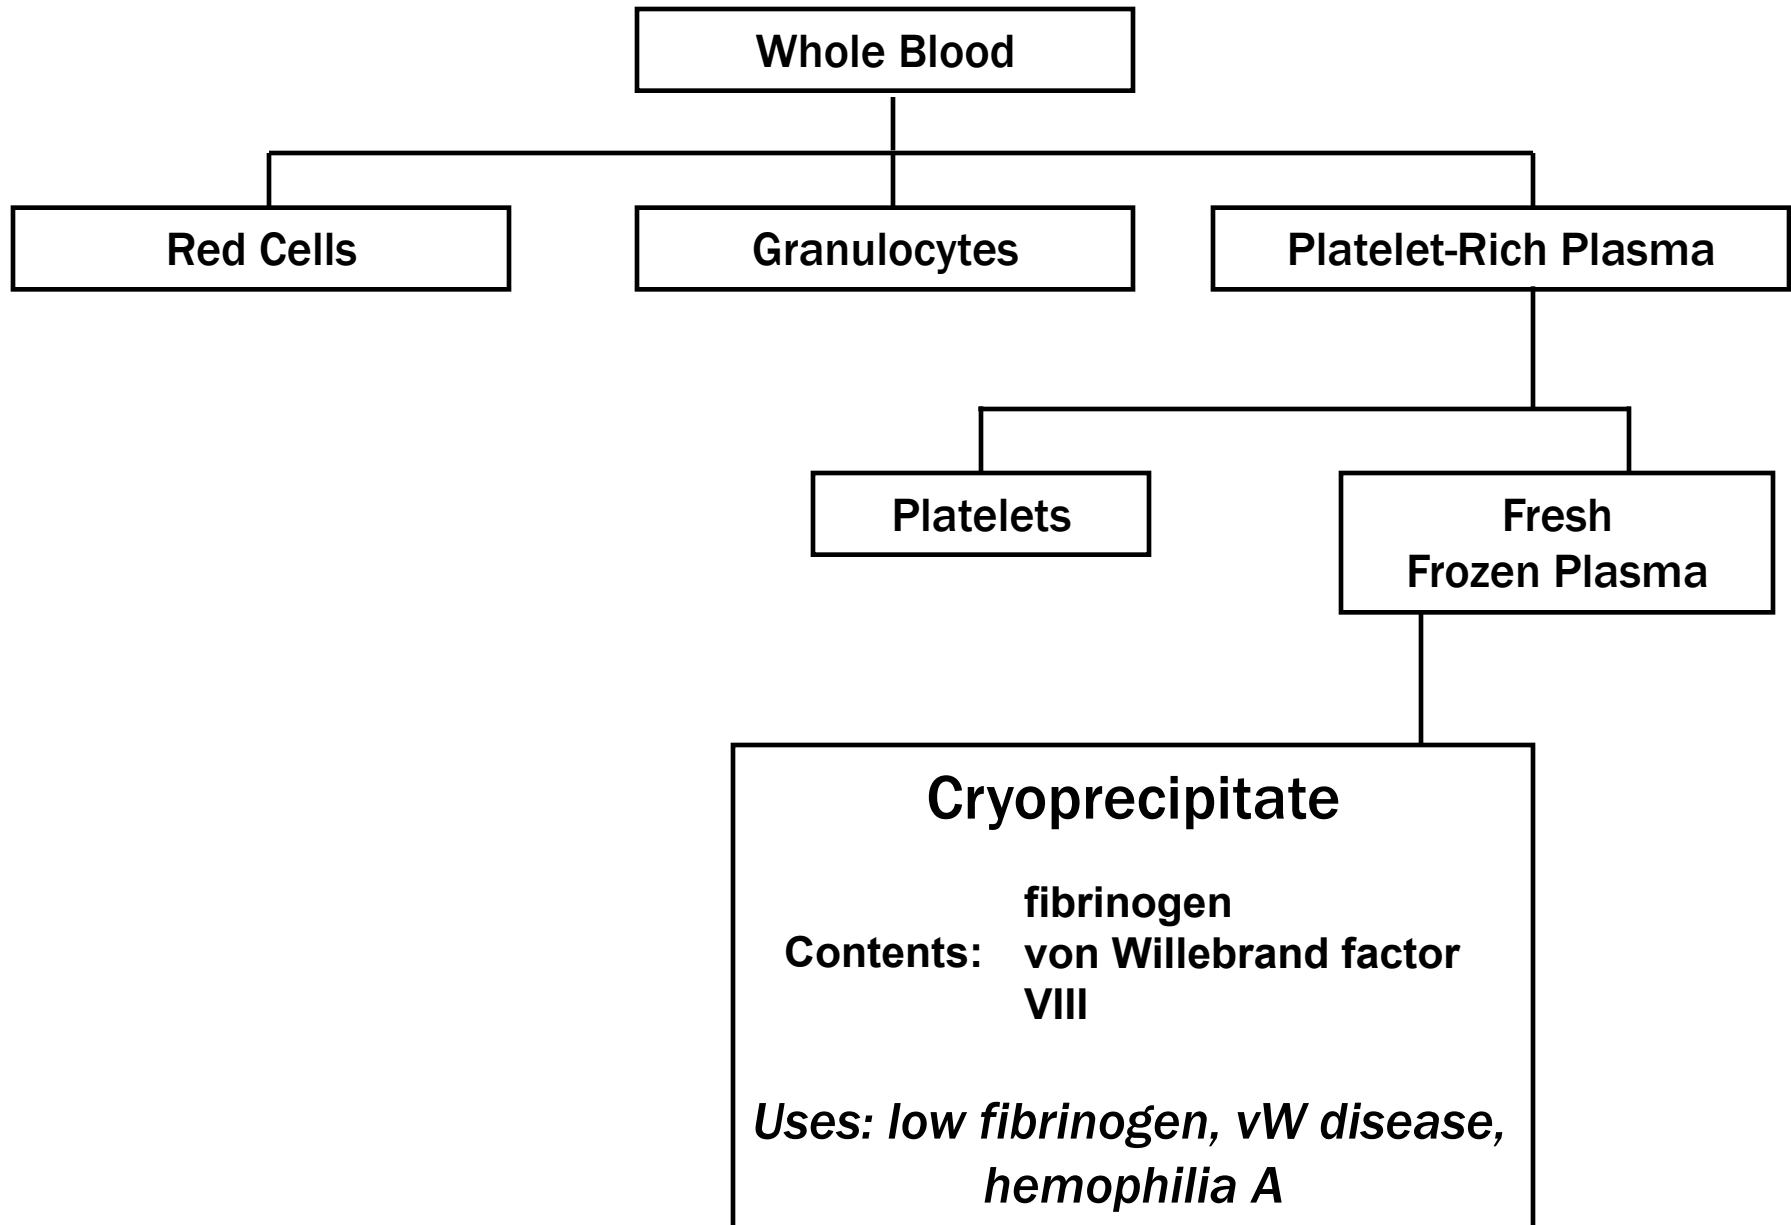 Whole Blood
Red Cells
Granulocytes
Platelet-Rich Plasma
Platelets
Fresh
Frozen Plasma
Cryoprecipitate
Contents:
fibrinogen
von Willebrand factor
VIII
Uses: low fibrinogen, vW disease,
hemophilia A